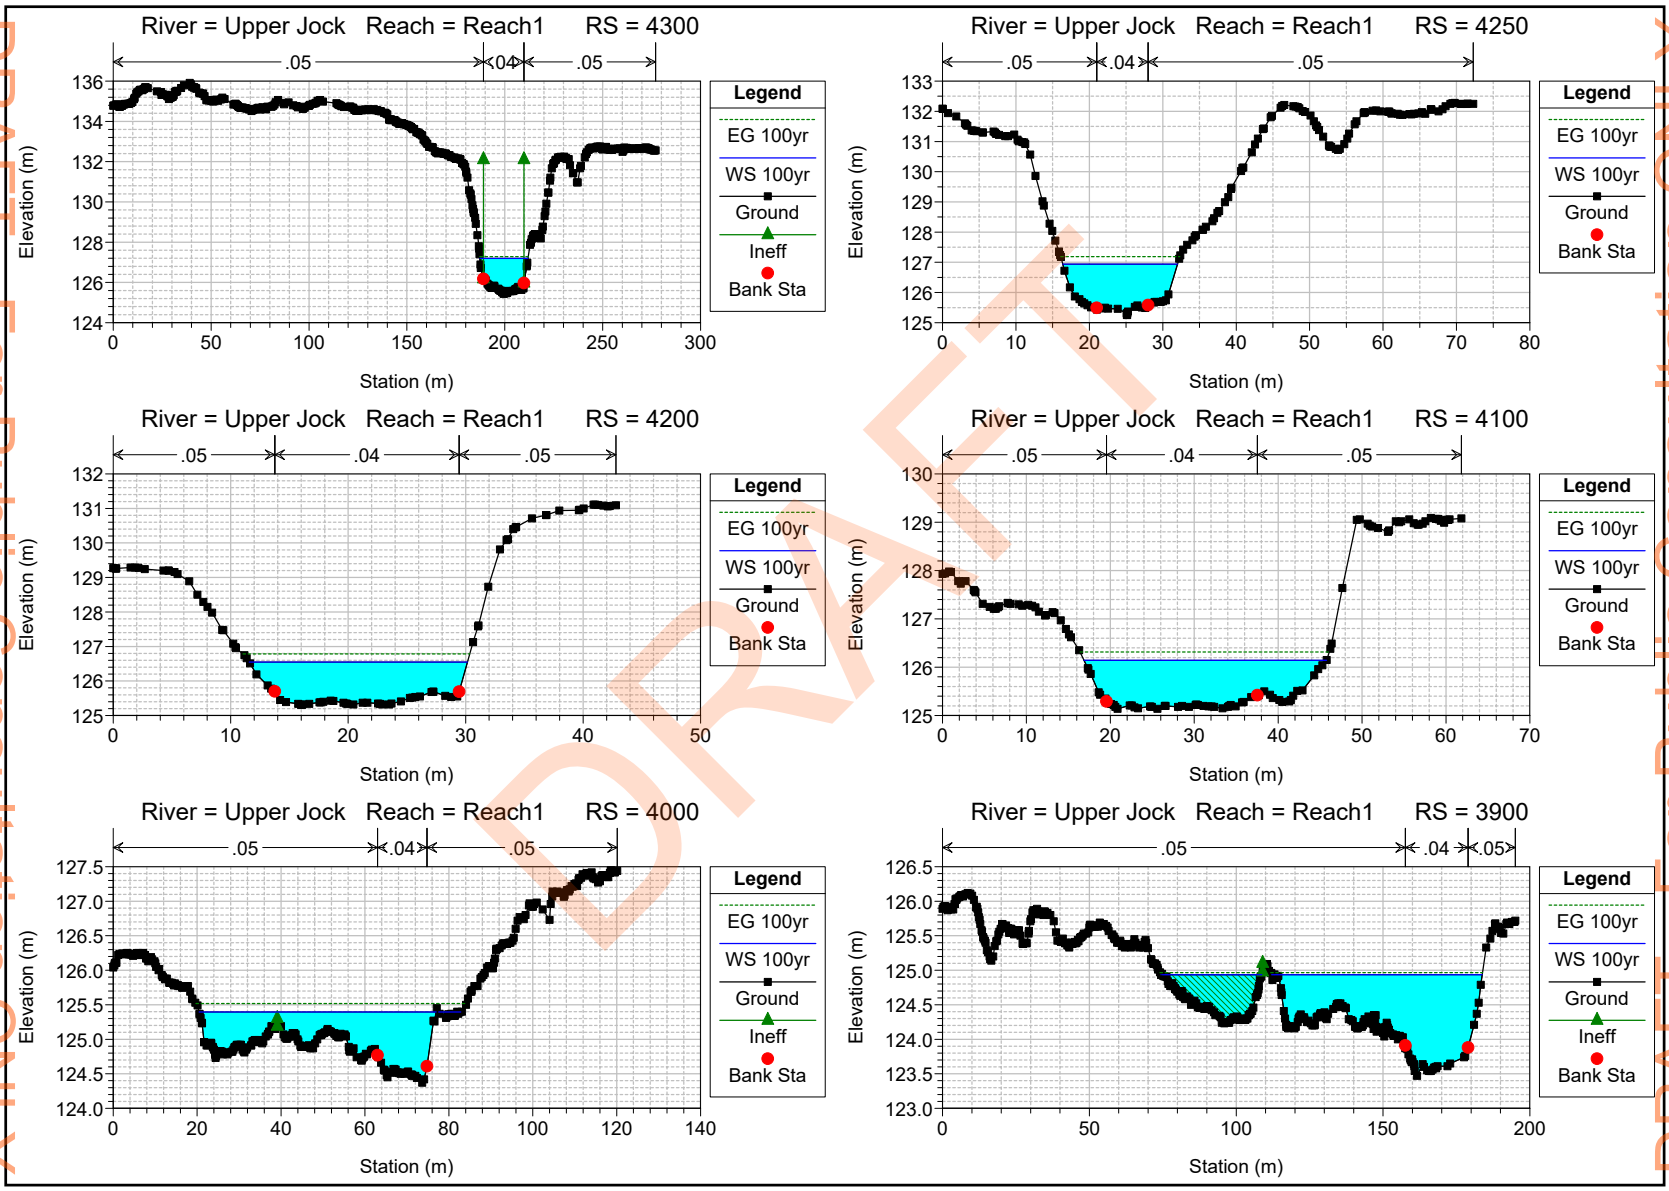 River = Upper Jock Reach = Reach1 RS = 4300
.05 .04 .05
136
134
132
130
128
126
124
0 50 100 150 200 250 300
Elevation (m)
Station (m)
Legend
EG 100yr
WS 100yr
Ground
Ineff
Bank Sta
River = Upper Jock Reach = Reach1 RS = 4250
.05 .04 .05
133
132
131
130
129
128
127
126
125
0 10 20 30 40 50 60 70 80
Elevation (m)
Station (m)
Legend
EG 100yr
WS 100yr
Ground
Bank Sta
River = Upper Jock Reach = Reach1 RS = 4200
.05 .04 .05
132
131
130
129
128
127
126
125
0 10 20 30 40 50
Elevation (m)
Station (m)
Legend
EG 100yr
WS 100yr
Ground
Bank Sta
River = Upper Jock Reach = Reach1 RS = 4100
.05 .04 .05
130
129
128
127
126
125
0 10 20 30 40 50 60 70
Elevation (m)
Station (m)
Legend
EG 100yr
WS 100yr
Ground
Bank Sta
River = Upper Jock Reach = Reach1 RS = 4000
.05 .04 .05
127.5
127.0
126.5
126.0
125.5
125.0
124.5
124.0
0 20 40 60 80 100 120 140
Elevation (m)
Station (m)
Legend
EG 100yr
WS 100yr
Ground
Ineff
Bank Sta
River = Upper Jock Reach = Reach1 RS = 3900
.05 .04 .05
126.5
126.0
125.5
125.0
124.5
124.0
123.5
123.0
0 50 100 150 200
Elevation (m)
Station (m)
Legend
EG 100yr
WS 100yr
Ground
Ineff
Bank Sta
DRAFT